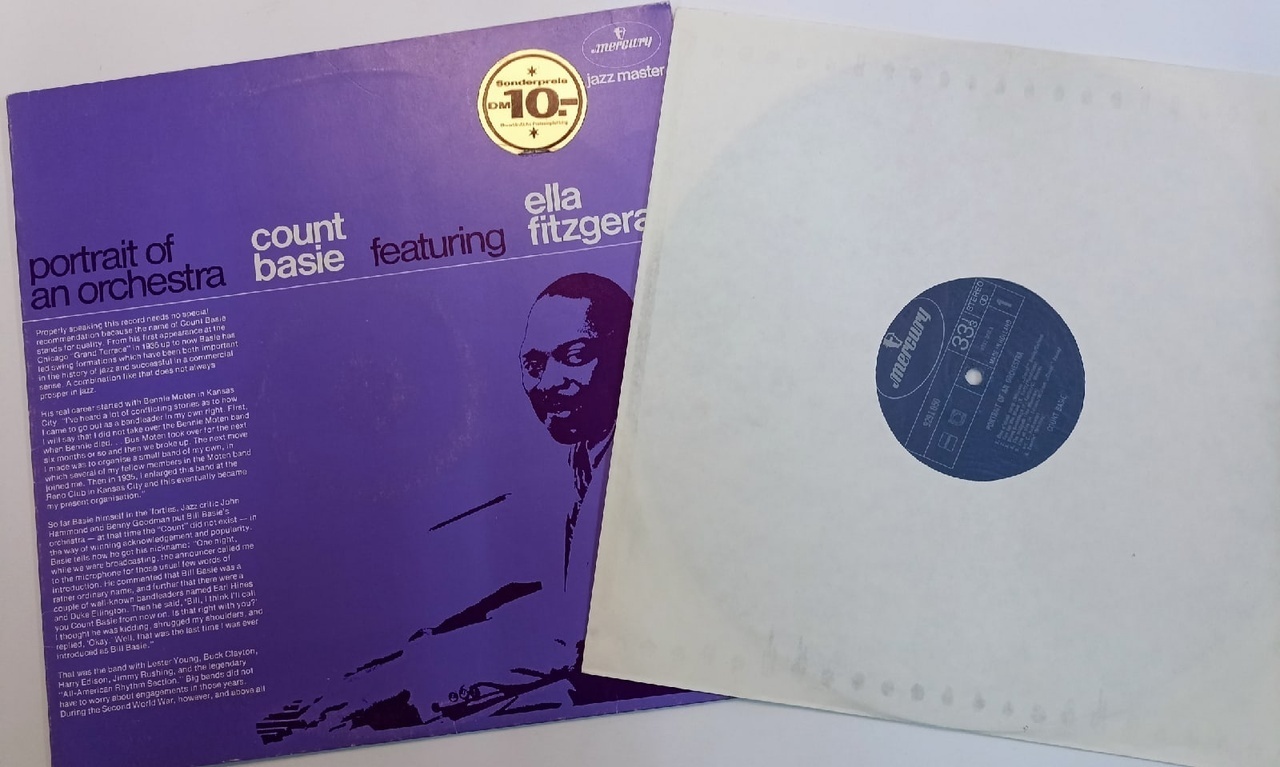 mercury
jazz master
Sonderpreis
DM 10.-
ella
fitzgera
count
basie
featuring
portrait of
an orchestra
Properly speaking this record needs no special
recommendation because the name of Count Basie
stands for quality. From his first appearance at the
Chicago "Grand Terrace" in 1936 up to now Basie has
led swing formations which have been both important
in the history of jazz and successful in a commercial
sense. A combination like that does not always
prosper in jazz.
His real career started with Bennie Moten in Kansas
City. "I've heard a lot of conflicting stories as to how
I came to go out as a bandleader in my own right. First,
I will say that I did not take over the Bennie Moten band
when Bennie died. . . Bus Moten took over for the next
six months or so and then we broke up. The next move
I made was to organise a small band of my own, in
which several of my fellow members in the Moten band
joined me. Then in 1935, I enlarged this band at the
Reno Club in Kansas City and this eventually became
my present organisation."
So far Basie himself in the 'forties. Jazz critic John
Hammond and Benny Goodman put Bill Basie's
orchestra — at that time the "Count" did not exist — in
the way of winning acknowledgement and popularity.
Basie tells how he got his nickname: "One night,
while we were broadcasting, the announcer called me
to the microphone for those usual few words of
introduction. He commented that Bill Basie was a
rather ordinary name, and further that there were a
couple of well-known bandleaders named Earl Hines
and Duke Ellington. Then he said, 'Bill, I think I'll call
you Count Basie from now on. Is that right with you?'
I thought he was kidding, shrugged my shoulders, and
replied, 'Okay.' Well, that was the last time I was ever
introduced as Bill Basie."
That was the band with Lester Young, Buck Clayton,
Harry Edison, Jimmy Rushing, and the legendary
"All-American Rhythm Section." Big bands did not
have to worry about engagements in those years.
During the Second World War, however, and above all
mercury
33⅓
STEREO
1
PORTRAIT OF AN ORCHESTRA
COUNT BASIE